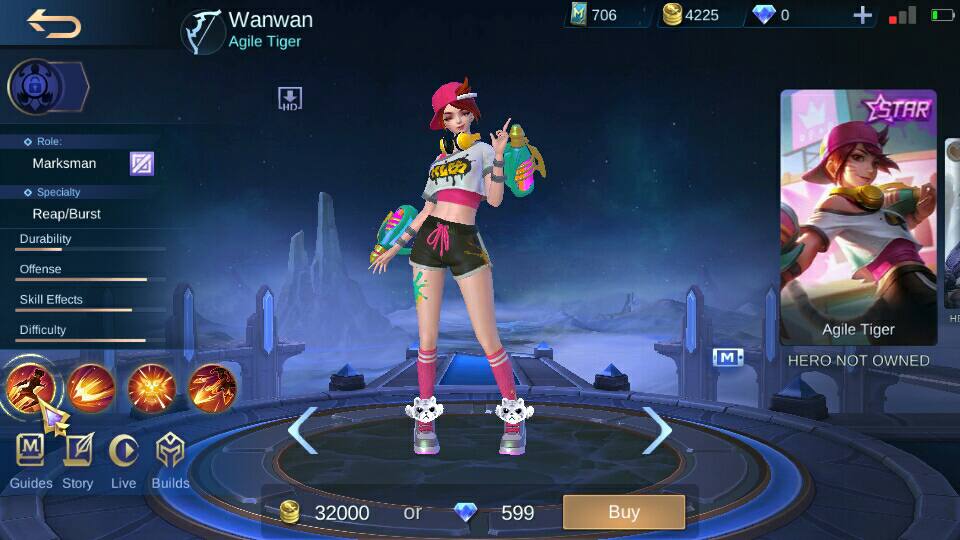 Wanwan
Agile Tiger
706
4225
0
HD
Role:
Marksman
Specialty
Reap/Burst
Durability
Offense
Skill Effects
Difficulty
STAR
Agile Tiger
M
HERO NOT OWNED
M
Guides
Story
Live
Builds
32000
or
599
Buy